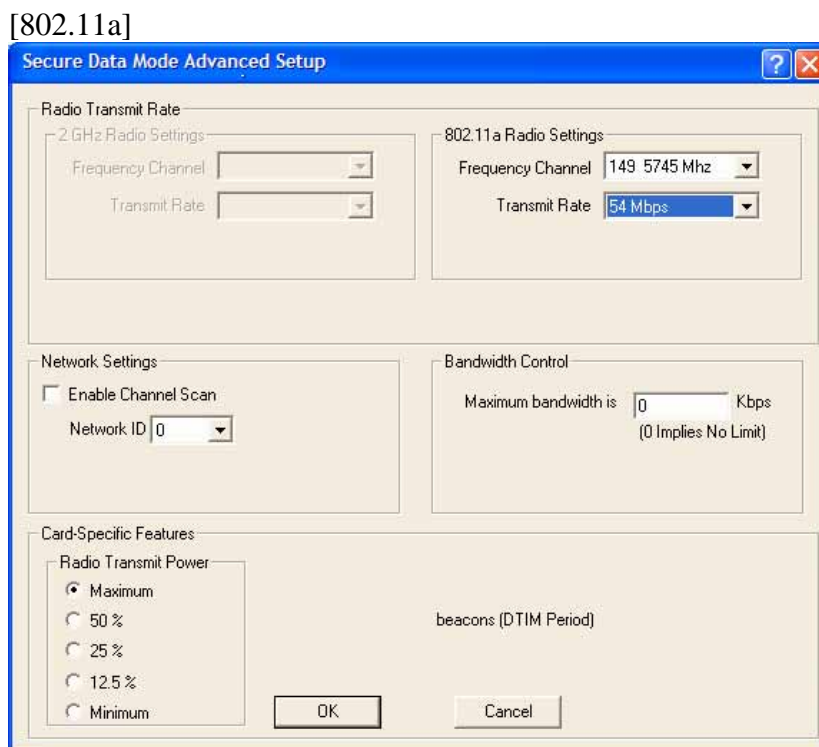 [802.11a]
Secure Data Mode Advanced Setup
Radio Transmit Rate
2 GHz Radio Settings
Frequency Channel
Transmit Rate
802.11a Radio Settings
Frequency Channel 149 5745 Mhz
Transmit Rate 54 Mbps
Network Settings
Enable Channel Scan
Network ID 0
Bandwidth Control
Maximum bandwidth is 0 Kbps
(0 Implies No Limit)
Card-Specific Features
Radio Transmit Power
Maximum
50 %
25 %
12.5 %
Minimum
beacons (DTIM Period)
OK
Cancel